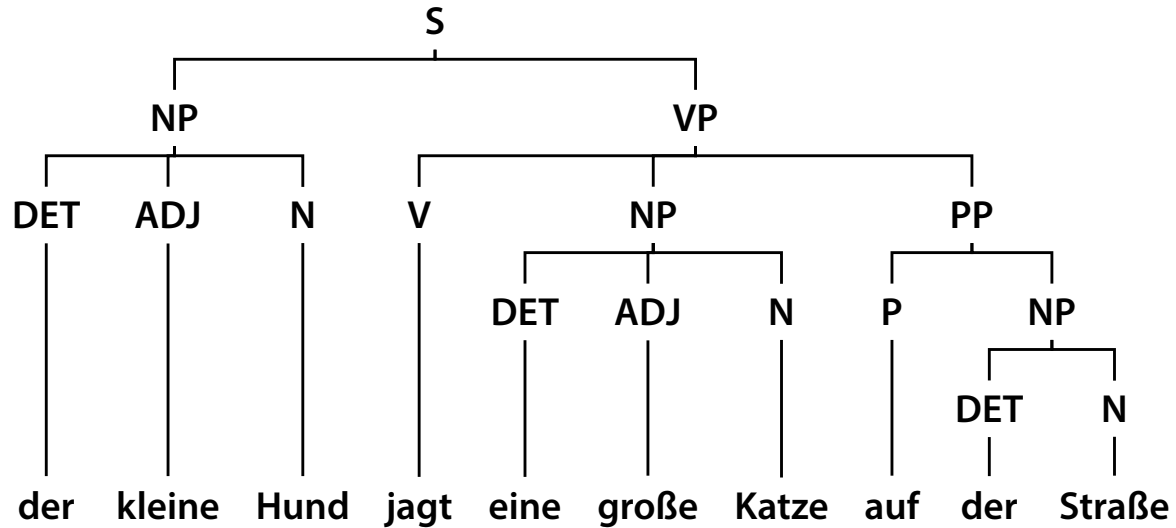 S
NP VP
DET ADJ N V NP PP
DET ADJ N P NP
DET N
der kleine Hund jagt eine große Katze auf der Straße